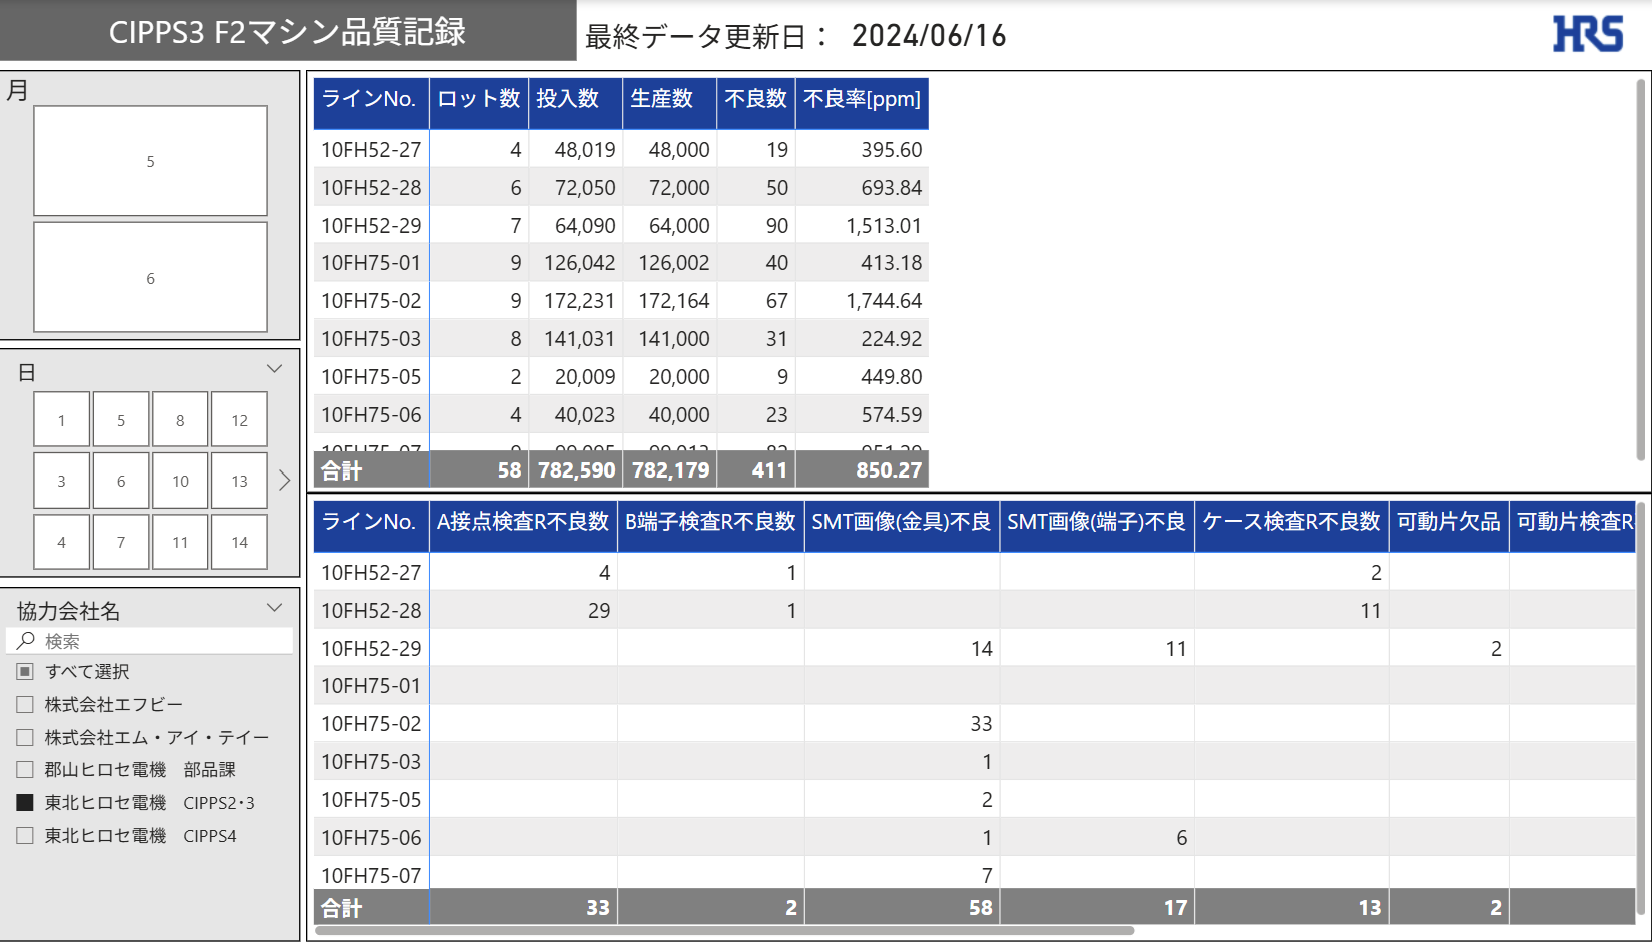 CIPPS3 F2マシン品質記録
最終データ更新日： 2024/06/16
HRS
月
5
6
日
1 5 8 12
3 6 10 13
4 7 11 14
協力会社名
検索
すべて選択
株式会社エフビー
株式会社エム・アイ・テイー
郡山ヒロセ電機　部品課
東北ヒロセ電機　CIPPS2･3
東北ヒロセ電機　CIPPS4
ラインNo. ロット数 投入数 生産数 不良数 不良率[ppm]
10FH52-27 4 48,019 48,000 19 395.60
10FH52-28 6 72,050 72,000 50 693.84
10FH52-29 7 64,090 64,000 90 1,513.01
10FH75-01 9 126,042 126,002 40 413.18
10FH75-02 9 172,231 172,164 67 1,744.64
10FH75-03 8 141,031 141,000 31 224.92
10FH75-05 2 20,009 20,000 9 449.80
10FH75-06 4 40,023 40,000 23 574.59
10FH75-07
合計 58 782,590 782,179 411 850.27
ラインNo. A接点検査R不良数 B端子検査R不良数 SMT画像(金具)不良 SMT画像(端子)不良 ケース検査R不良数 可動片欠品 可動片検査R
10FH52-27 4 1 2
10FH52-28 29 1 11
10FH52-29 14 11 2
10FH75-01
10FH75-02 33
10FH75-03 1
10FH75-05 2
10FH75-06 1 6
10FH75-07 7
合計 33 2 58 17 13 2